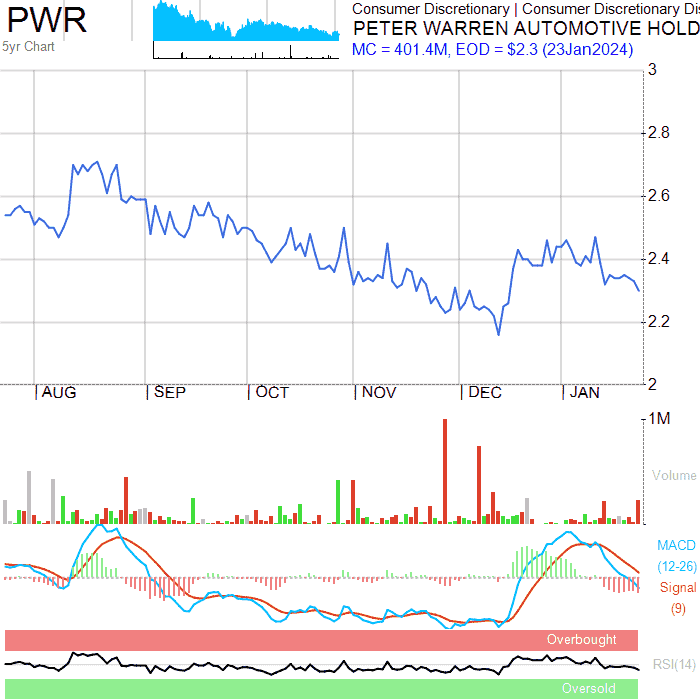 PWR
5yr Chart
Consumer Discretionary | Consumer Discretionary Dis
PETER WARREN AUTOMOTIVE HOLD
MC = 401.4M, EOD = $2.3 (23Jan2024)
3
2.8
2.6
2.4
2.2
2
AUG SEP OCT NOV DEC JAN
1M
Volume
MACD
(12-26)
Signal
(9)
Overbought
RSI(14)
Oversold